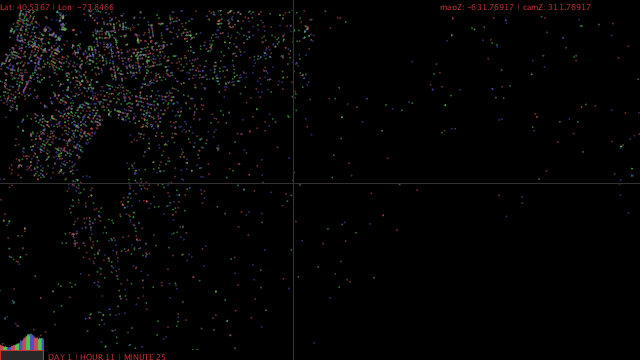 Lat: 40.5367 | Lon: -73.8466
mapZ: -631.76917 | camZ: 311.76917
DAY 1 | HOUR 11 | MINUTE 25